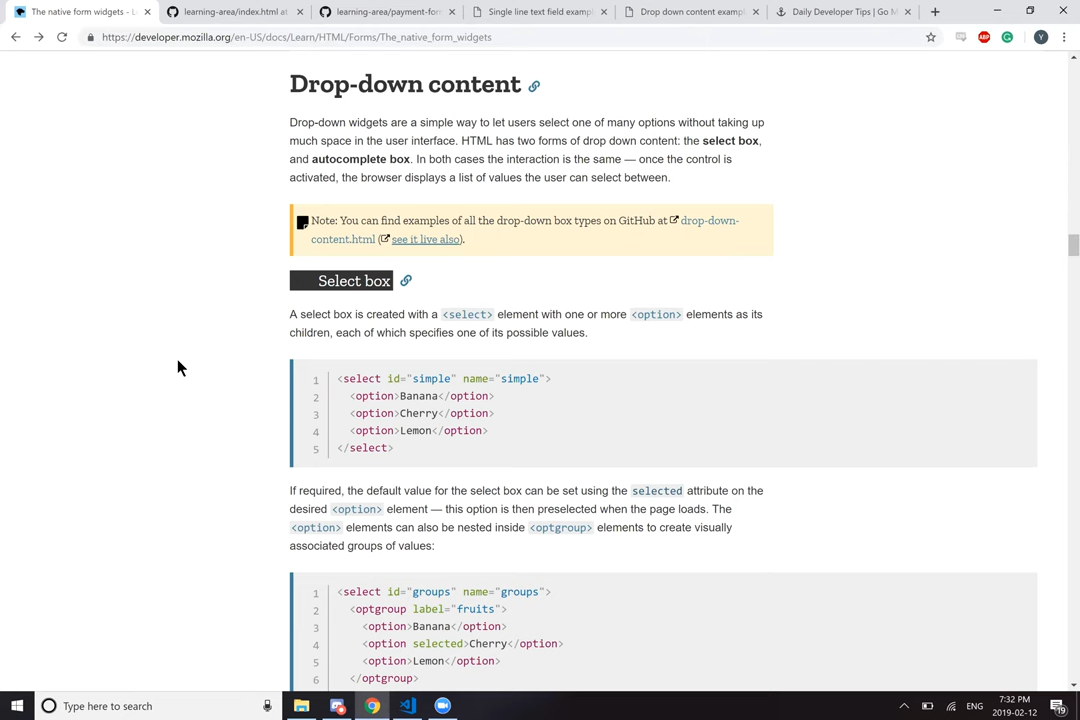 The native form widgets - L
learning-area/index.html at
learning-area/payment-for
Single line text field exampl
Drop down content exampl
Daily Developer Tips | Go M
https://developer.mozilla.org/en-US/docs/Learn/HTML/Forms/The_native_form_widgets
ABP
G
Y
Drop-down content
Drop-down widgets are a simple way to let users select one of many options without taking up
much space in the user interface. HTML has two forms of drop down content: the select box,
and autocomplete box. In both cases the interaction is the same — once the control is
activated, the browser displays a list of values the user can select between.
Note: You can find examples of all the drop-down box types on GitHub at drop-down-
content.html (see it live also).
Select box
A select box is created with a <select> element with one or more <option> elements as its
children, each of which specifies one of its possible values.
1 <select id="simple" name="simple">
2 <option>Banana</option>
3 <option>Cherry</option>
4 <option>Lemon</option>
5 </select>
If required, the default value for the select box can be set using the selected attribute on the
desired <option> element — this option is then preselected when the page loads. The
<option> elements can also be nested inside <optgroup> elements to create visually
associated groups of values:
1 <select id="groups" name="groups">
2 <optgroup label="fruits">
3 <option>Banana</option>
4 <option selected>Cherry</option>
5 <option>Lemon</option>
6 </optgroup>
Type here to search
ENG
7:32 PM
2019-02-12
19